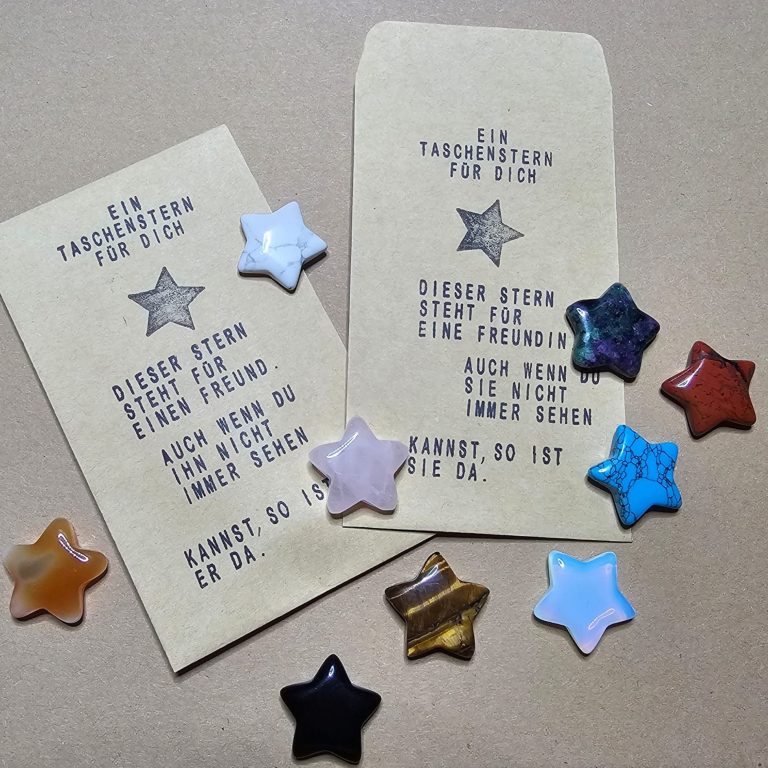 EIN
TASCHENSTERN
FÜR DICH
DIESER STERN
STEHT FÜR
EINEN FREUND.
AUCH WENN DU
IHN NICHT
IMMER SEHEN
KANNST, SO IST
ER DA.
EIN
TASCHENSTERN
FÜR DICH
DIESER STERN
STEHT FÜR
EINE FREUNDIN
AUCH WENN DU
SIE NICHT
IMMER SEHEN
KANNST, SO IST
SIE DA.